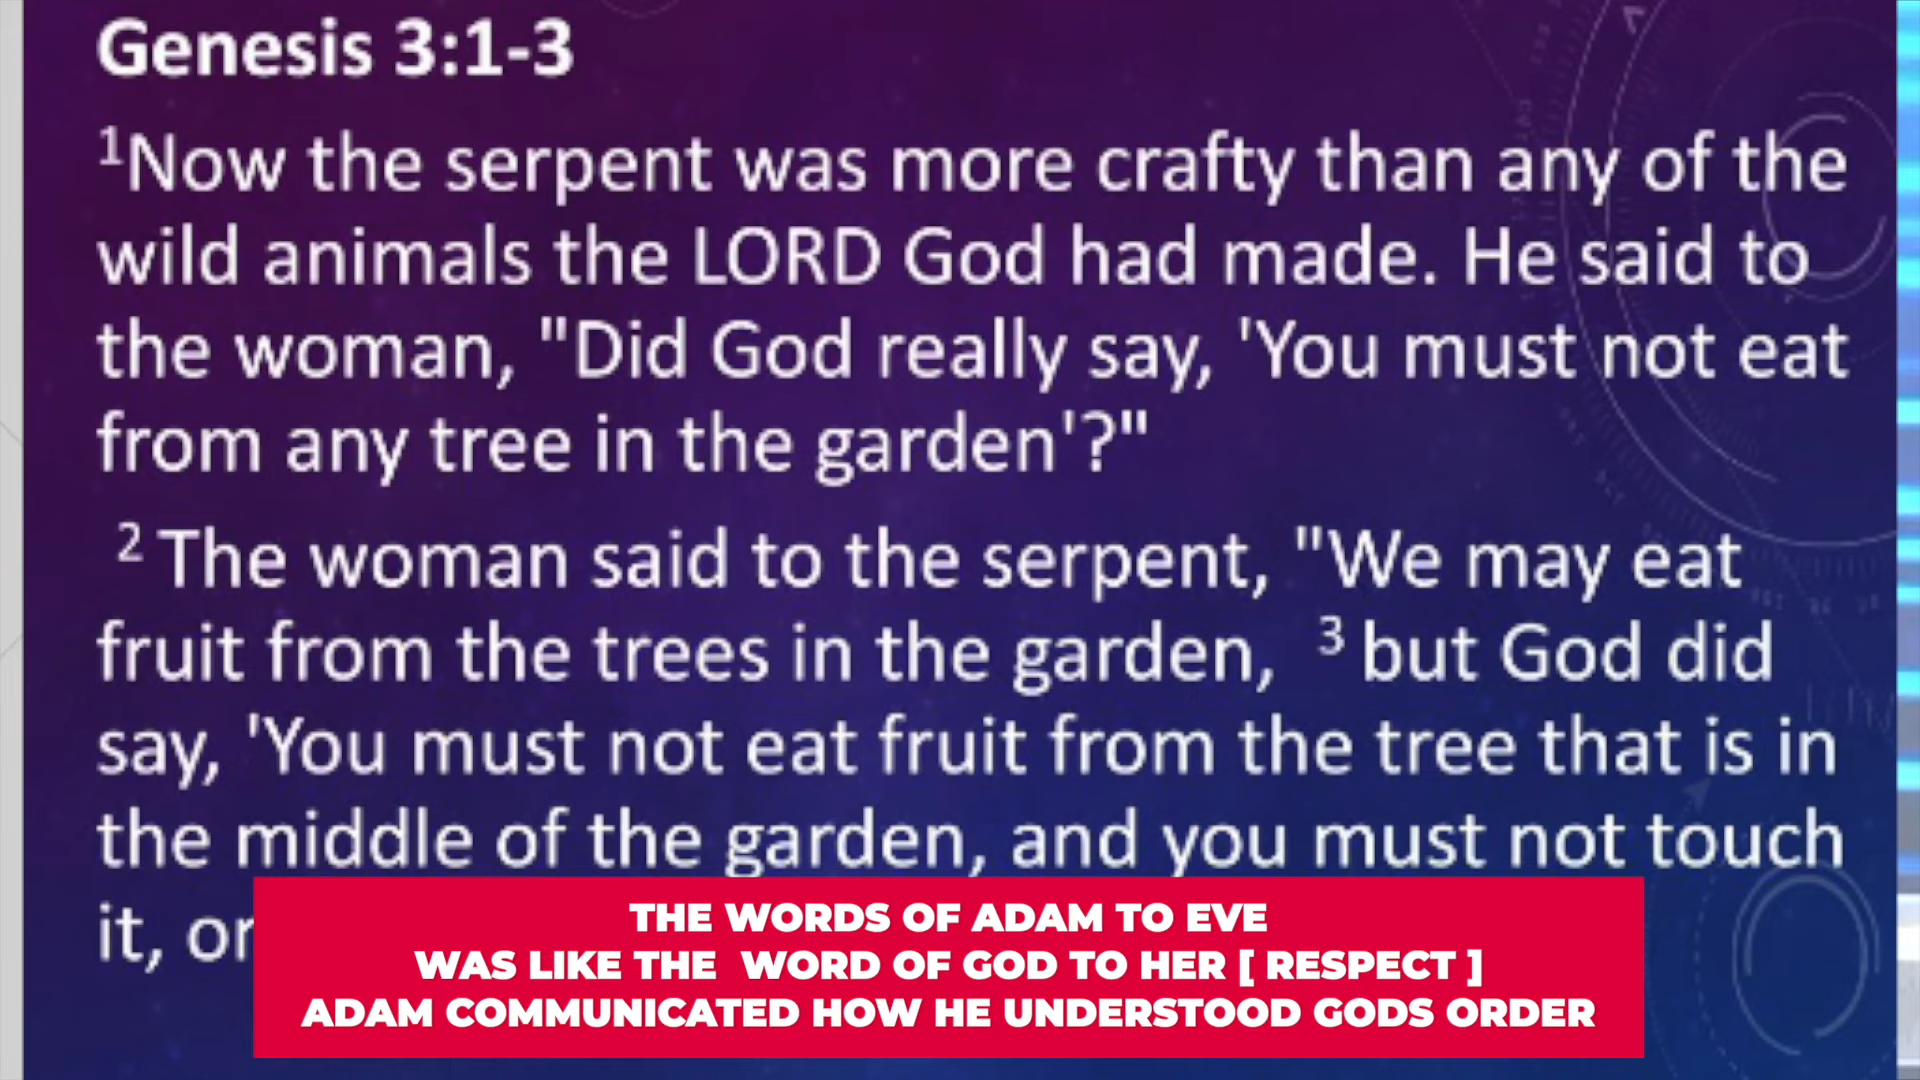 Genesis 3:1-3
¹Now the serpent was more crafty than any of the
wild animals the LORD God had made. He said to
the woman, "Did God really say, 'You must not eat
from any tree in the garden'?"
² The woman said to the serpent, "We may eat
fruit from the trees in the garden, ³ but God did
say, 'You must not eat fruit from the tree that is in
the middle of the garden, and you must not touch
it, or
THE WORDS OF ADAM TO EVE
WAS LIKE THE WORD OF GOD TO HER [ RESPECT ]
ADAM COMMUNICATED HOW HE UNDERSTOOD GODS ORDER